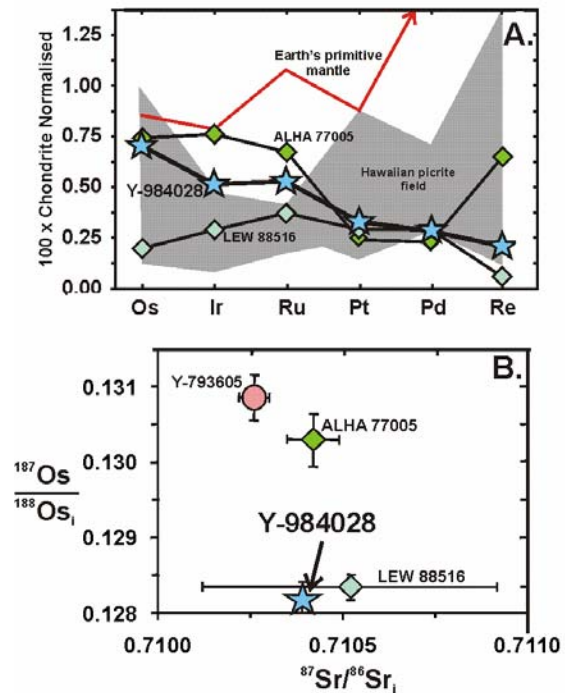 A.
1.25
1.00
0.75
0.50
0.25
0.00
100 x Chondrite Normalised
Earth's primitive
mantle
ALHA 77005
Y-984028
Hawaiian picrite
field
LEW 88516
Os Ir Ru Pt Pd Re
B.
0.131
0.130
0.129
0.128
187Os
188Osi
Y-793605
ALHA 77005
Y-984028
LEW 88516
0.7100 0.7105 0.7110
87Sr/86Sri